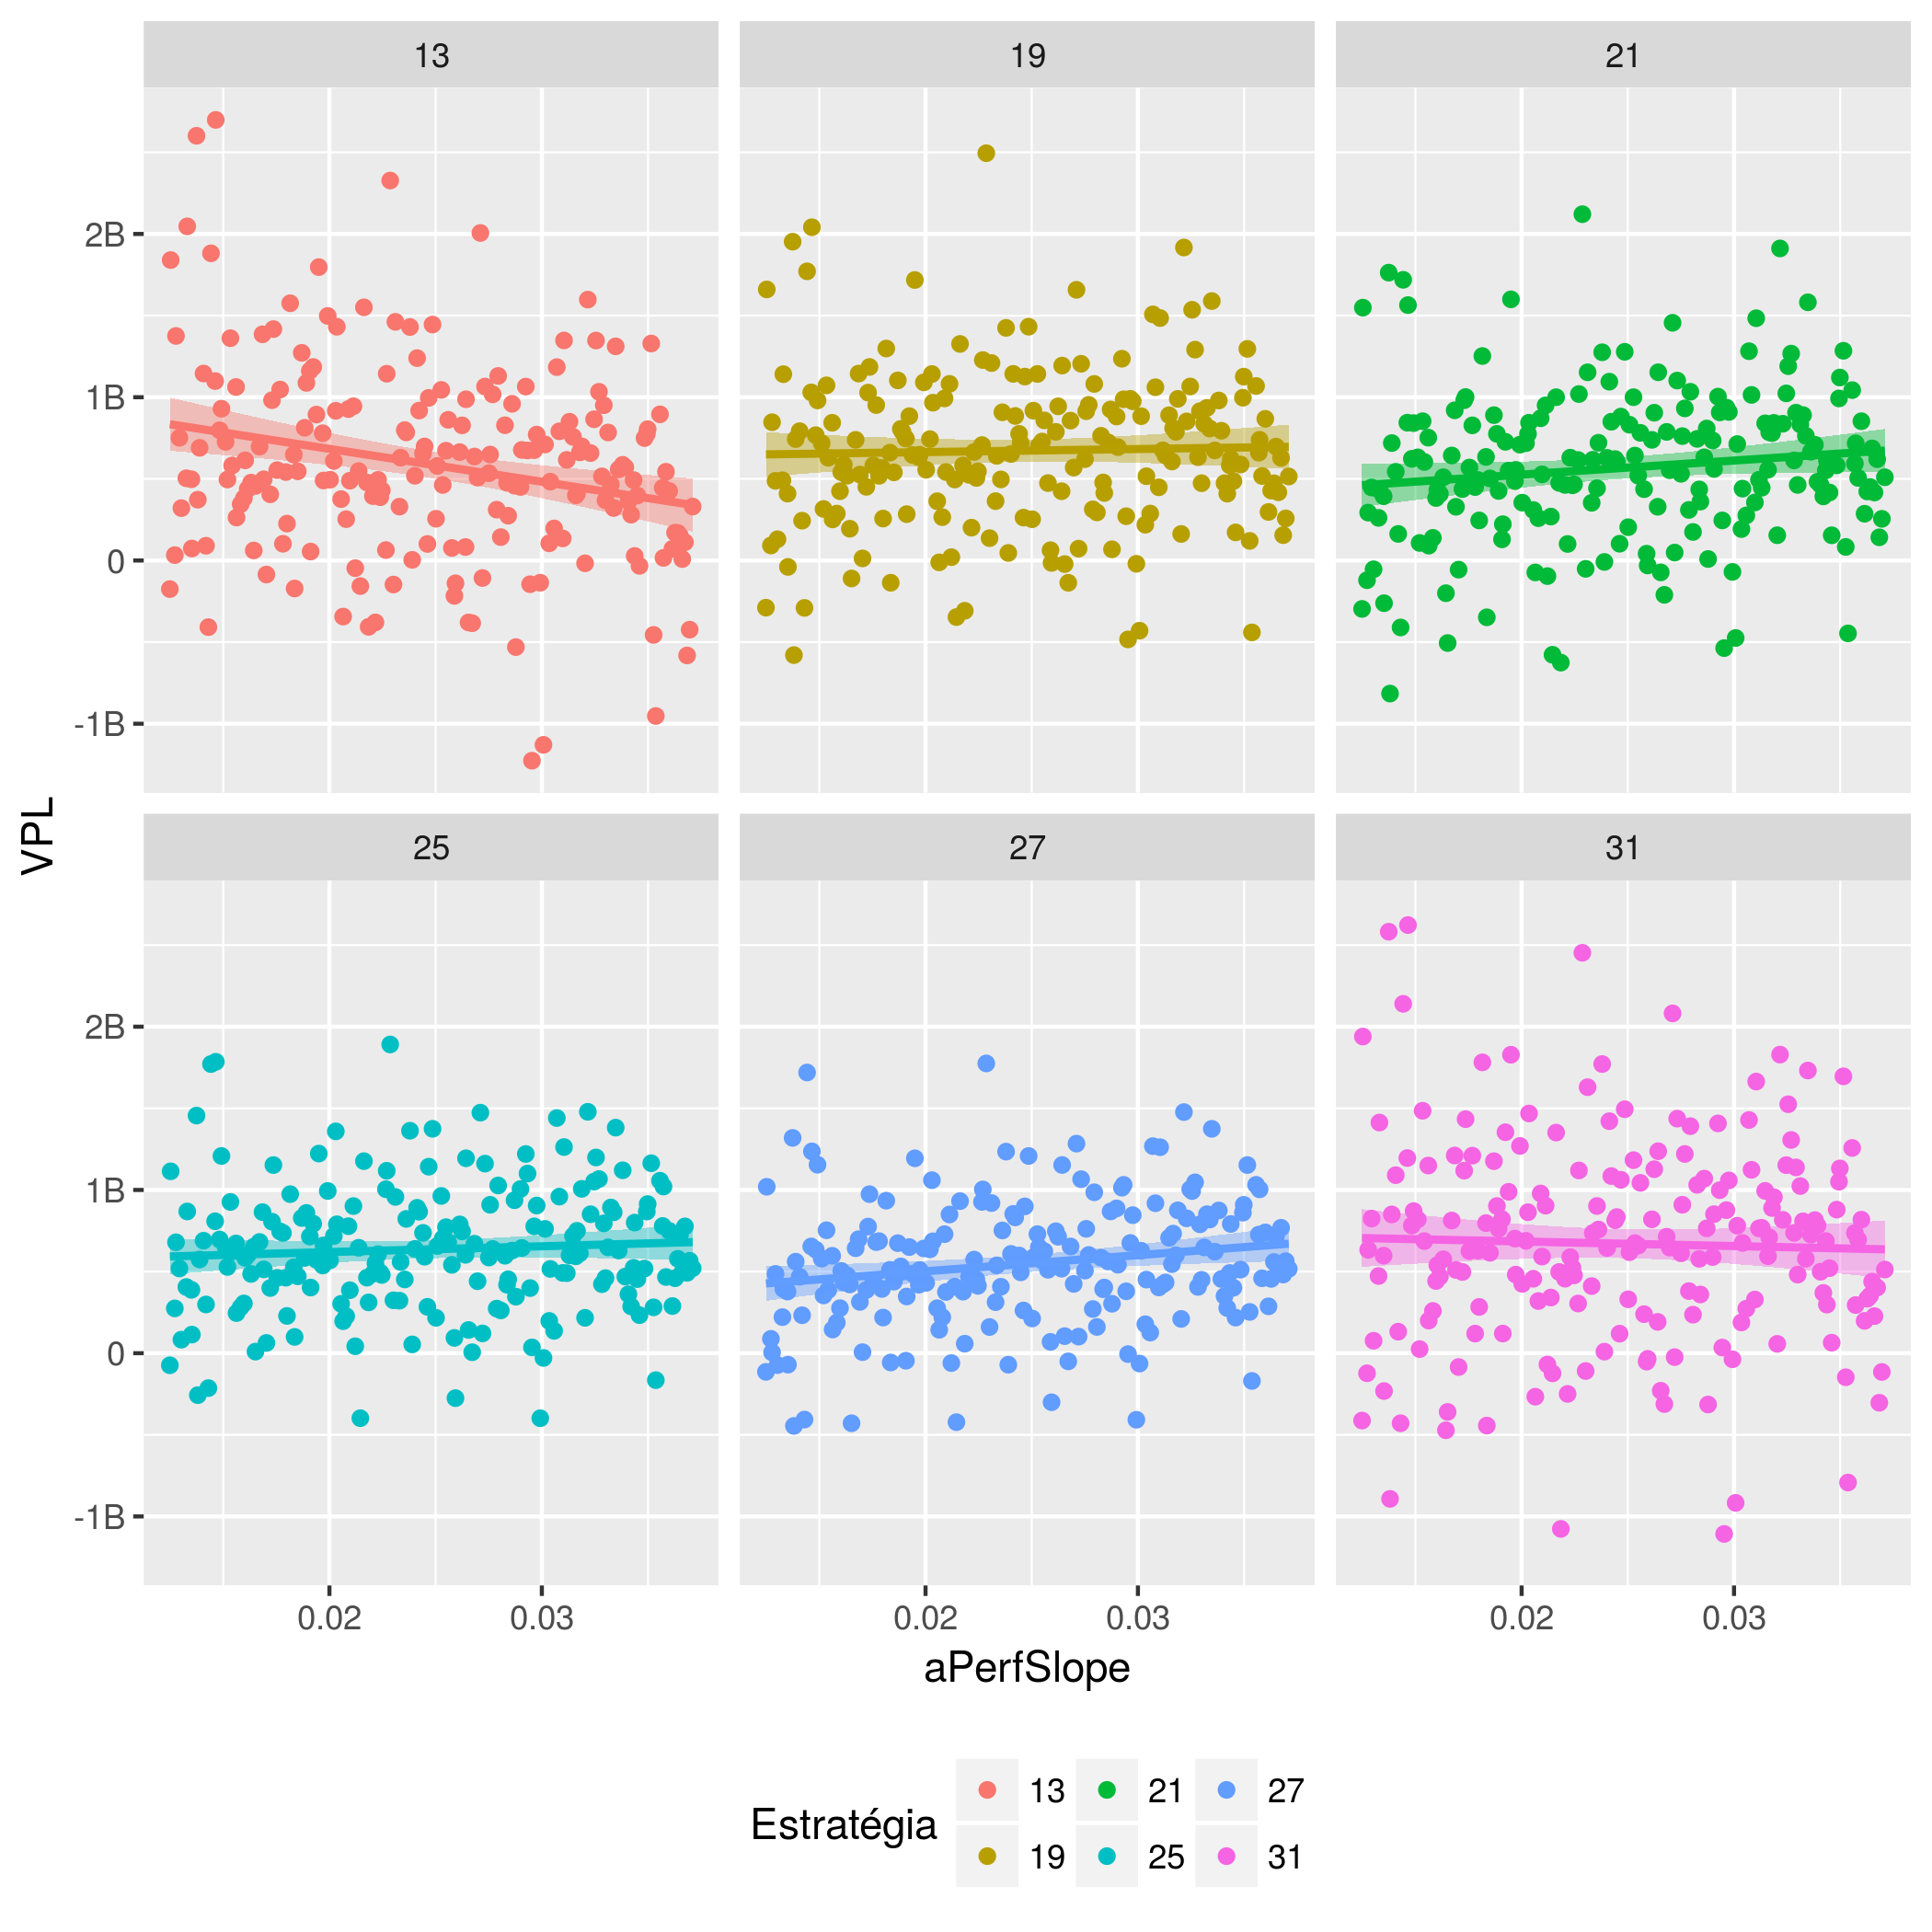 13 19 21
2B
1B
0
-1B
VPL
25 27 31
2B
1B
0
-1B
0.02 0.03 0.02 0.03 0.02 0.03
aPerfSlope
Estratégia
13 21 27
19 25 31